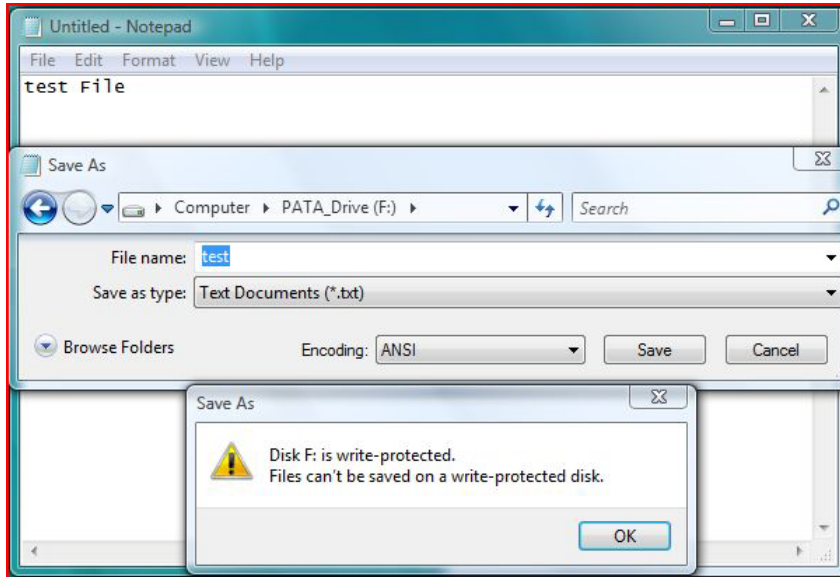 Untitled - Notepad
File Edit Format View Help
test File
Save As
Computer PATA_Drive (F:) Search
File name: test
Save as type: Text Documents (*.txt)
Browse Folders Encoding: ANSI Save Cancel
Save As
Disk F: is write-protected.
Files can't be saved on a write-protected disk.
OK